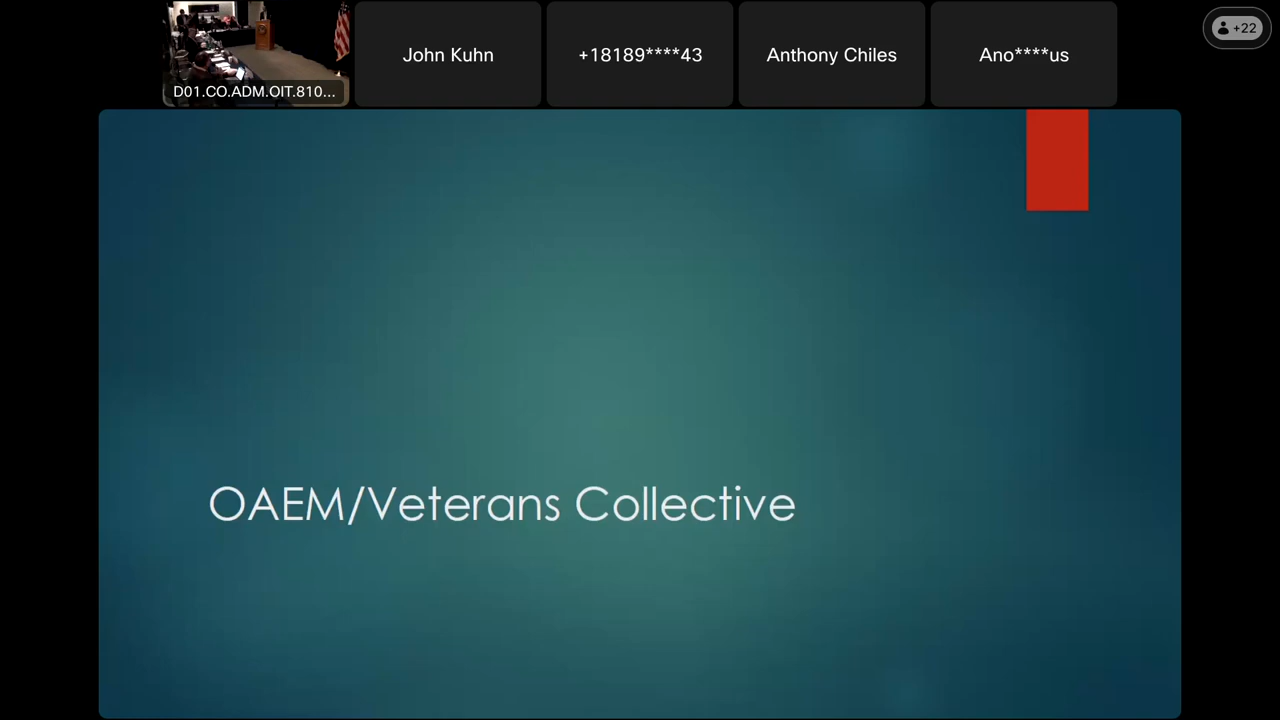 D01.CO.ADM.OIT.810...
John Kuhn
+18189****43
Anthony Chiles
Ano****us
+22
OAEM/Veterans Collective